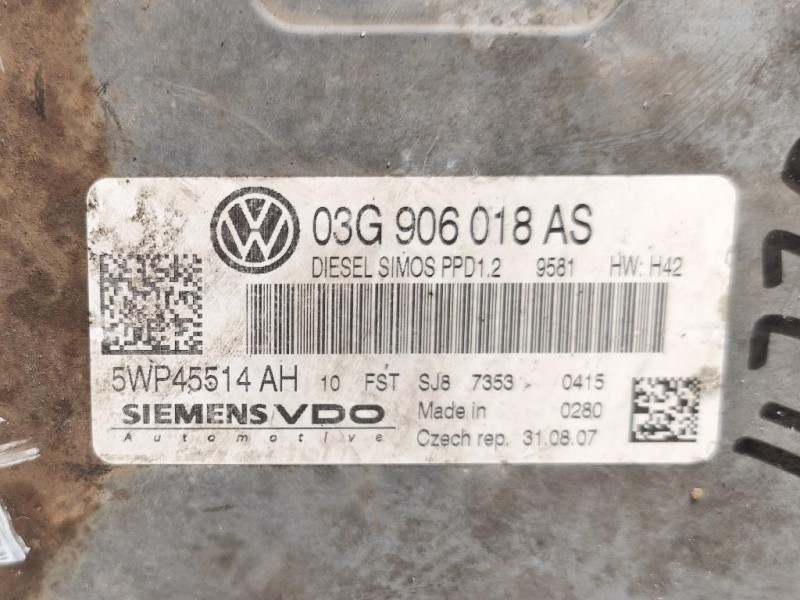 03G 906 018 AS
DIESEL SIMOS PPD1.2 9581 HW: H42
5WP45514 AH 10 FST SJ8 7353 0415
SIEMENS VDO Made in 0280
Automotive Czech rep. 31.08.07